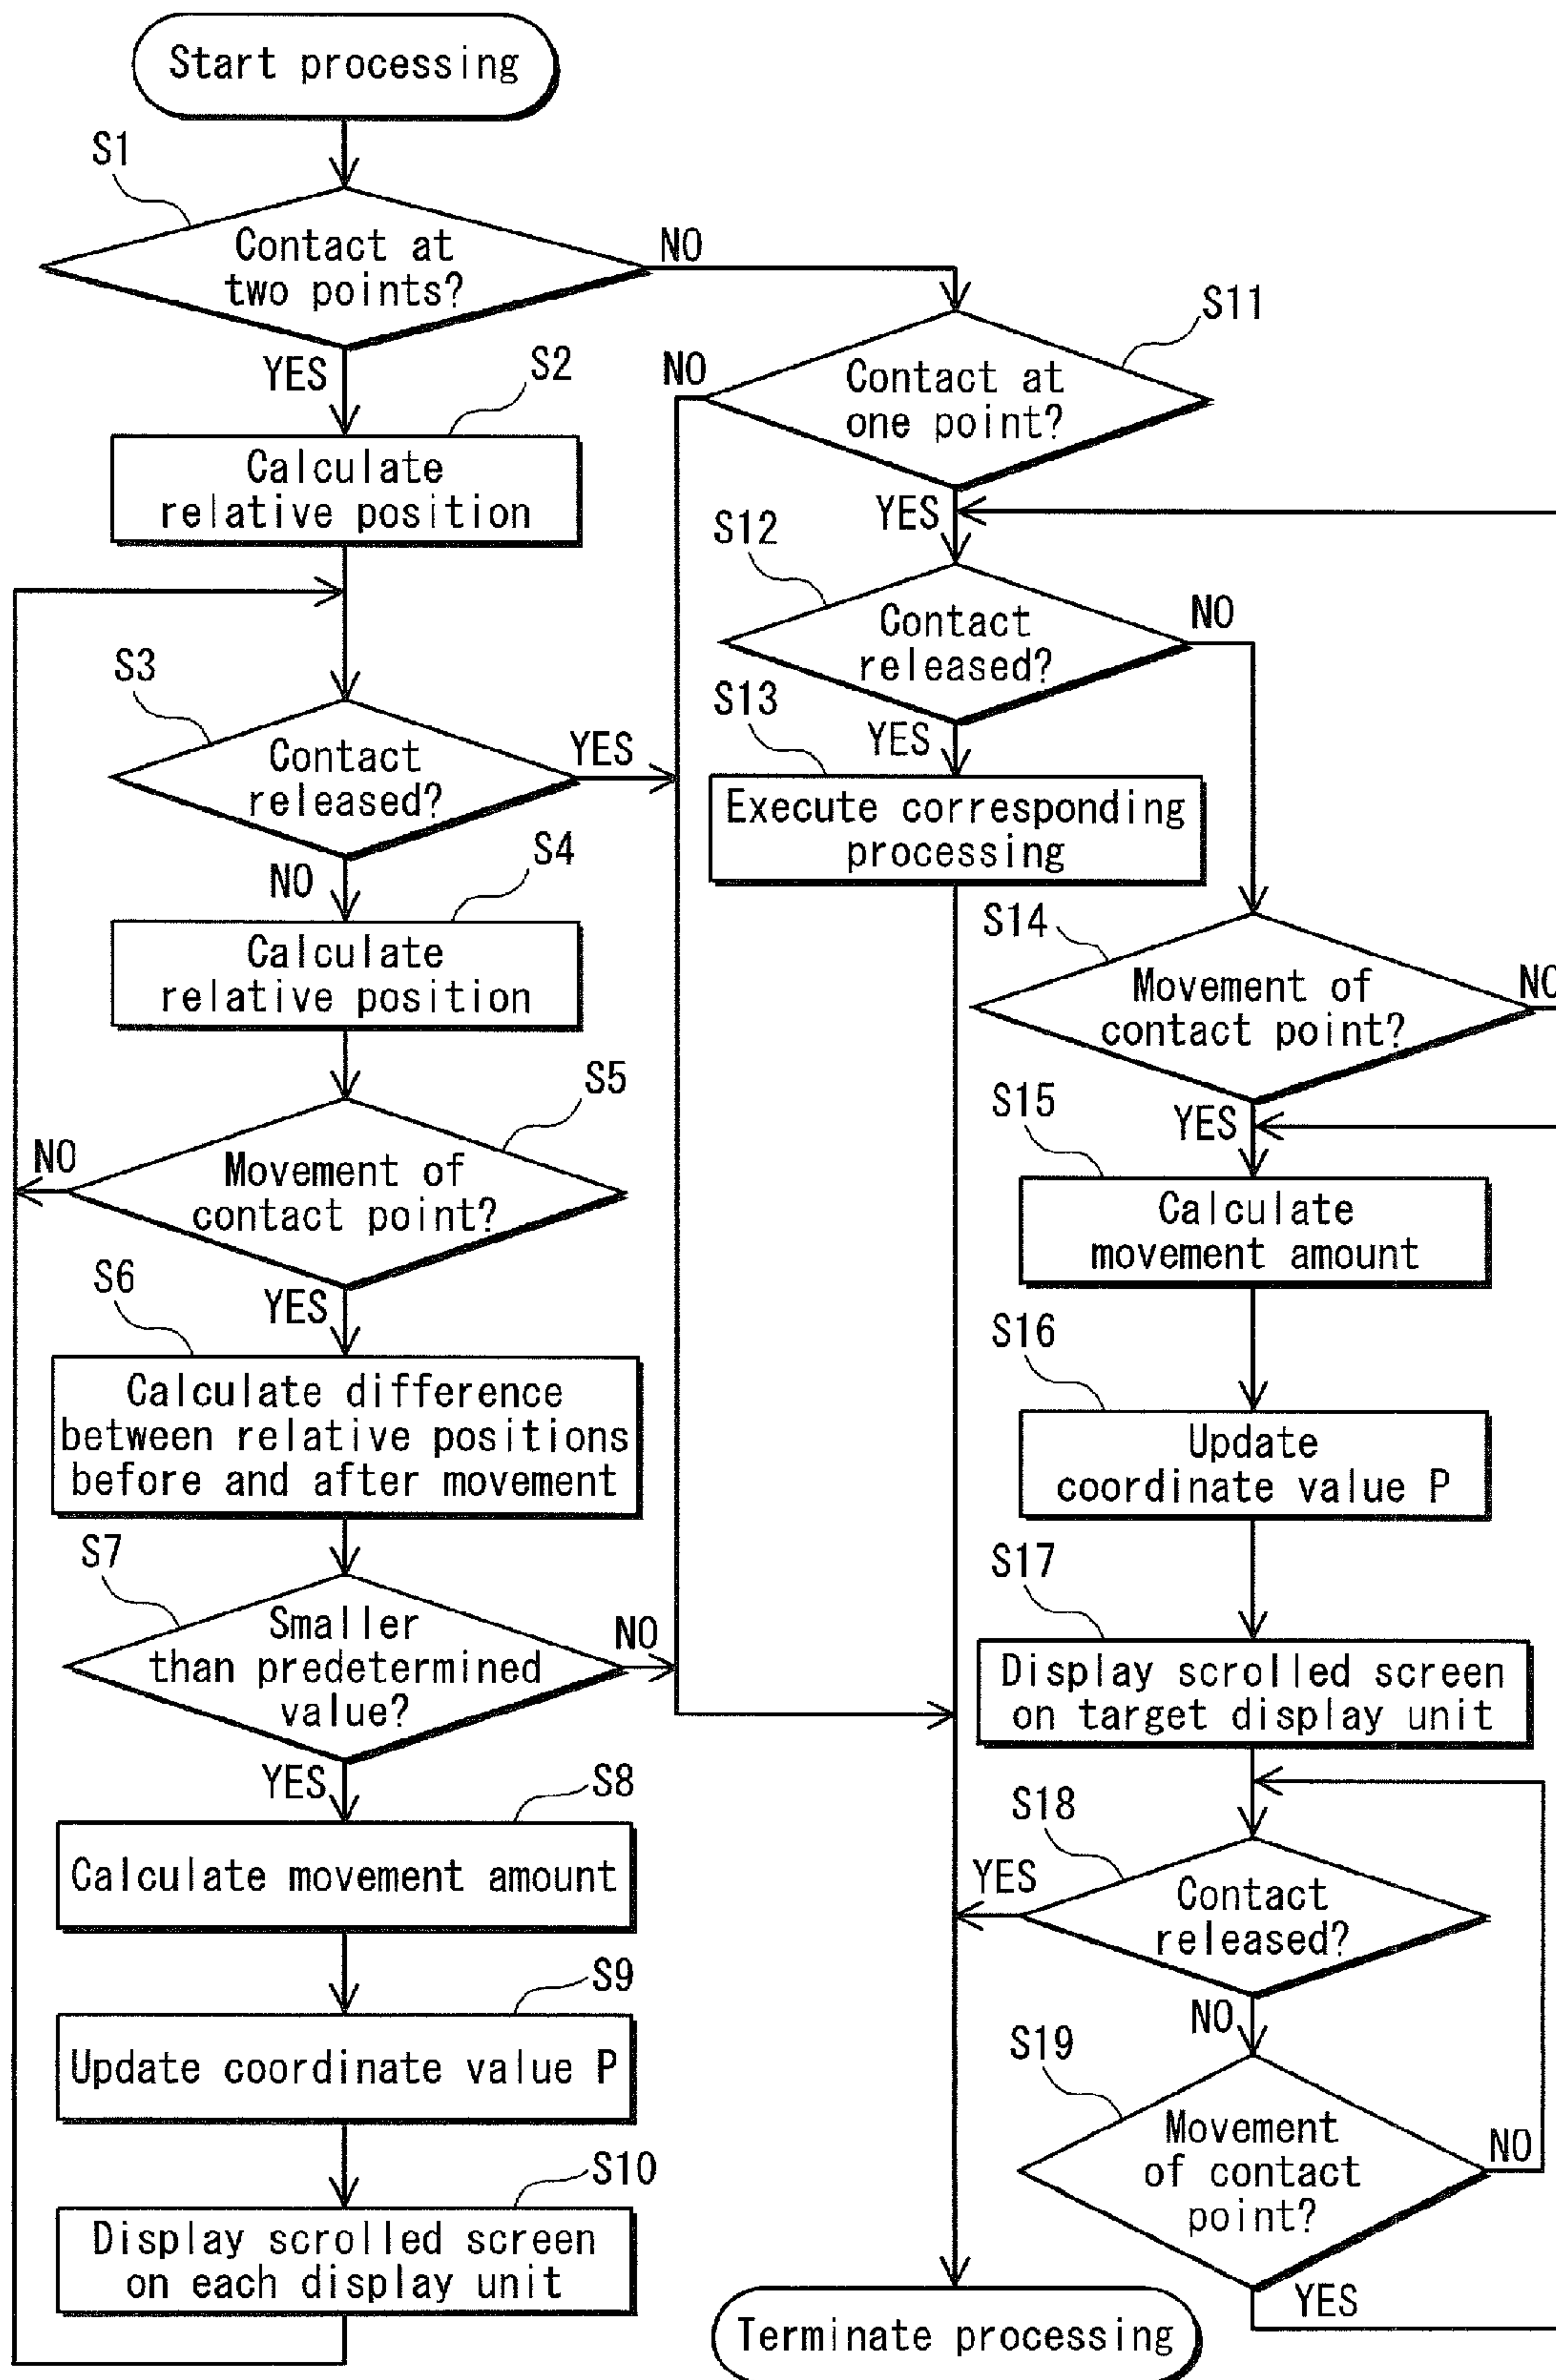 Start processing
S1
Contact at
two points?
NO
YES
S2
Calculate
relative position
S3
Contact
released?
YES
NO
S4
Calculate
relative position
S5
Movement of
contact point?
NO
YES
S6
Calculate difference
between relative positions
before and after movement
S7
Smaller
than predetermined
value?
NO
YES
S8
Calculate movement amount
S9
Update coordinate value P
S10
Display scrolled screen
on each display unit
S11
Contact at
one point?
NO
YES
S12
Contact
released?
NO
YES
S13
Execute corresponding
processing
S14
Movement of
contact point?
NO
YES
S15
Calculate
movement amount
S16
Update
coordinate value P
S17
Display scrolled screen
on target display unit
S18
Contact
released?
YES
NO
S19
Movement
of contact
point?
NO
YES
Terminate processing